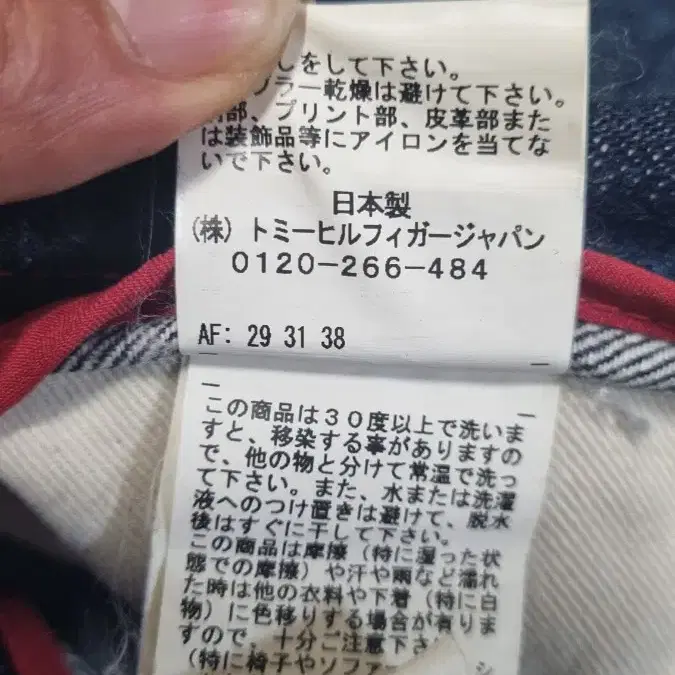 しをして下さい。
ラー乾燥は避けて下さい。
部、プリント部、皮革部また
は装飾品等にアイロンを当てな
いで下さい。
日本製
(株) トミーヒルフィガージャパン
0120-266-484
AF: 29 31 38
この商品は30度以上で洗いま
すと、移染する事がありますの
で、他の物と分けて常温で洗っ
て下さい。また、水または洗濯
液へのつけ置きは避けて、脱水
後はすぐに干して下さい。
この商品は摩擦 (特に湿った状
態での摩擦) や汗や雨など濡れ
た時は他の衣料や下着 (特に白
物) に色移りする場合が有りま
すので、十分ご注意下さ
(特に椅子やソファー